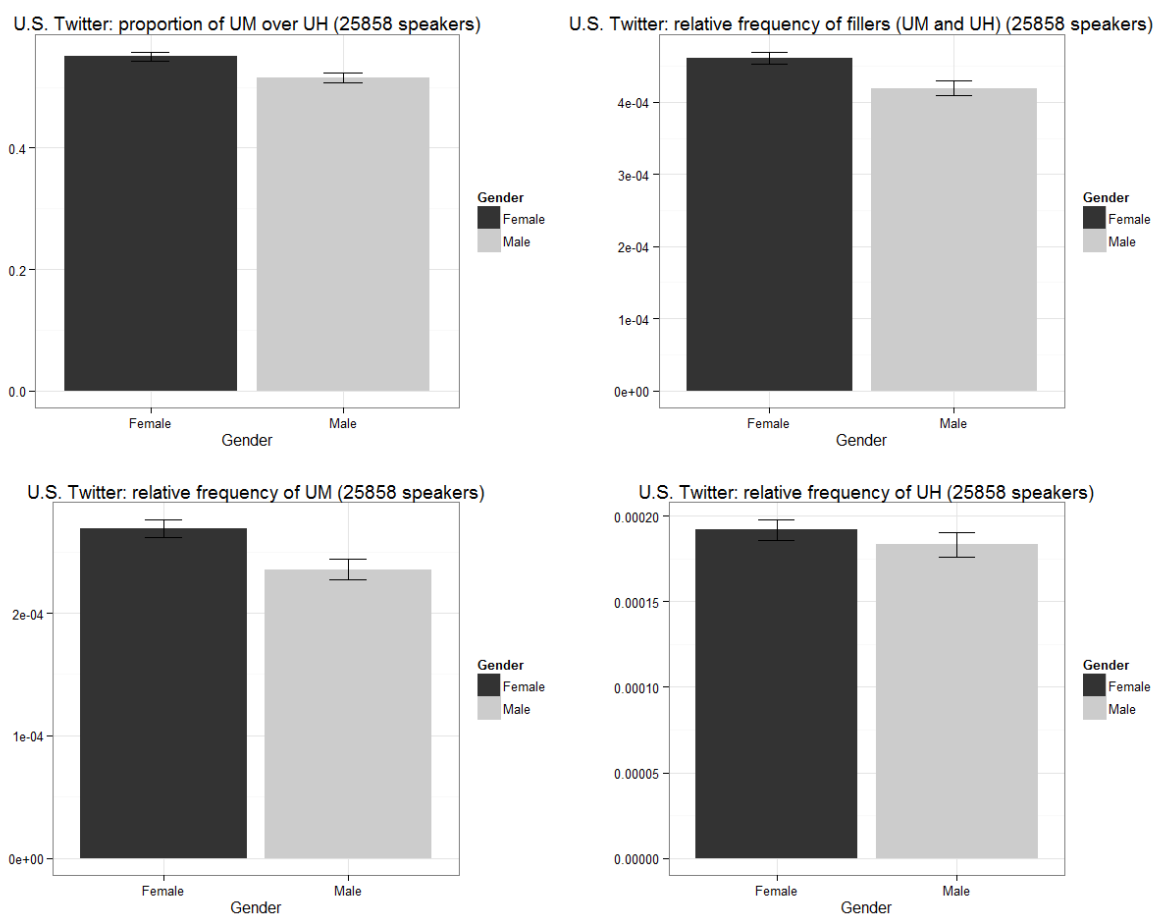 U.S. Twitter: proportion of UM over UH (25858 speakers)
0.4
0.2
0.0
Female
Male
Gender
Gender
Female
Male
U.S. Twitter: relative frequency of fillers (UM and UH) (25858 speakers)
4e-04
3e-04
2e-04
1e-04
0e+00
Female
Male
Gender
Gender
Female
Male
U.S. Twitter: relative frequency of UM (25858 speakers)
2e-04
1e-04
0e+00
Female
Male
Gender
Gender
Female
Male
U.S. Twitter: relative frequency of UH (25858 speakers)
0.00020
0.00015
0.00010
0.00005
0.00000
Female
Male
Gender
Gender
Female
Male